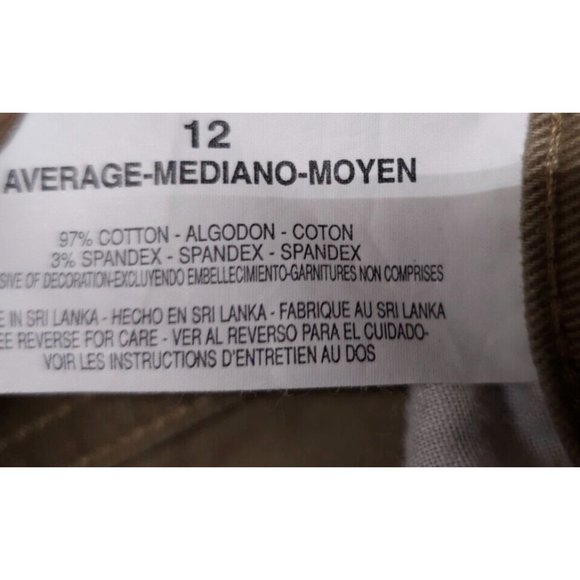 12
AVERAGE-MEDIANO-MOYEN
97% COTTON - ALGODON - COTON
3% SPANDEX - SPANDEX - SPANDEX
OF DECORATION-EXCLUYENDO EMBELLECIMIENTO-GARNITURES NON COMPRISES
IN SRI LANKA - HECHO EN SRI LANKA - FABRIQUE AU SRI LANKA
REVERSE FOR CARE - VER AL REVERSO PARA EL CUIDADO-
VOIR LES INSTRUCTIONS D'ENTRETIEN AU DOS